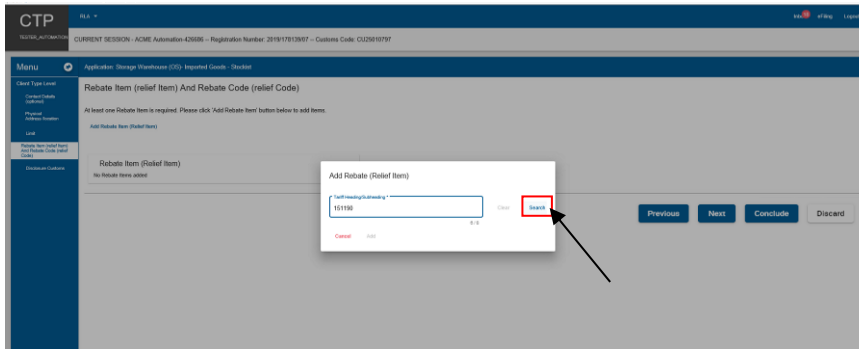 CTP
RLA
eFiling
TESTER_AUTOMATION
CURRENT SESSION - ACME Automation-426686 -- Registration Number: 2019/178139/07 -- Customs Code: CU25010797
Menu
Application: Storage Warehouse (OS)- Imported Goods - Stockist
Client Type Level
Contact Details
(optional)
Physical
Address/location
Limit
Rebate Item (relief Item)
And Rebate Code (relief
Code)
Disclosure Customs
Rebate Item (relief Item) And Rebate Code (relief Code)
At least one Rebate Item is required. Please click 'Add Rebate Item' button below to add items.
Add Rebate Item (Relief Item)
Rebate Item (Relief Item)
No Rebate Items added
Add Rebate (Relief Item)
Tariff Heading/Subheading *
151190
Clear
Search
Cancel
Add
Previous
Next
Conclude
Discard